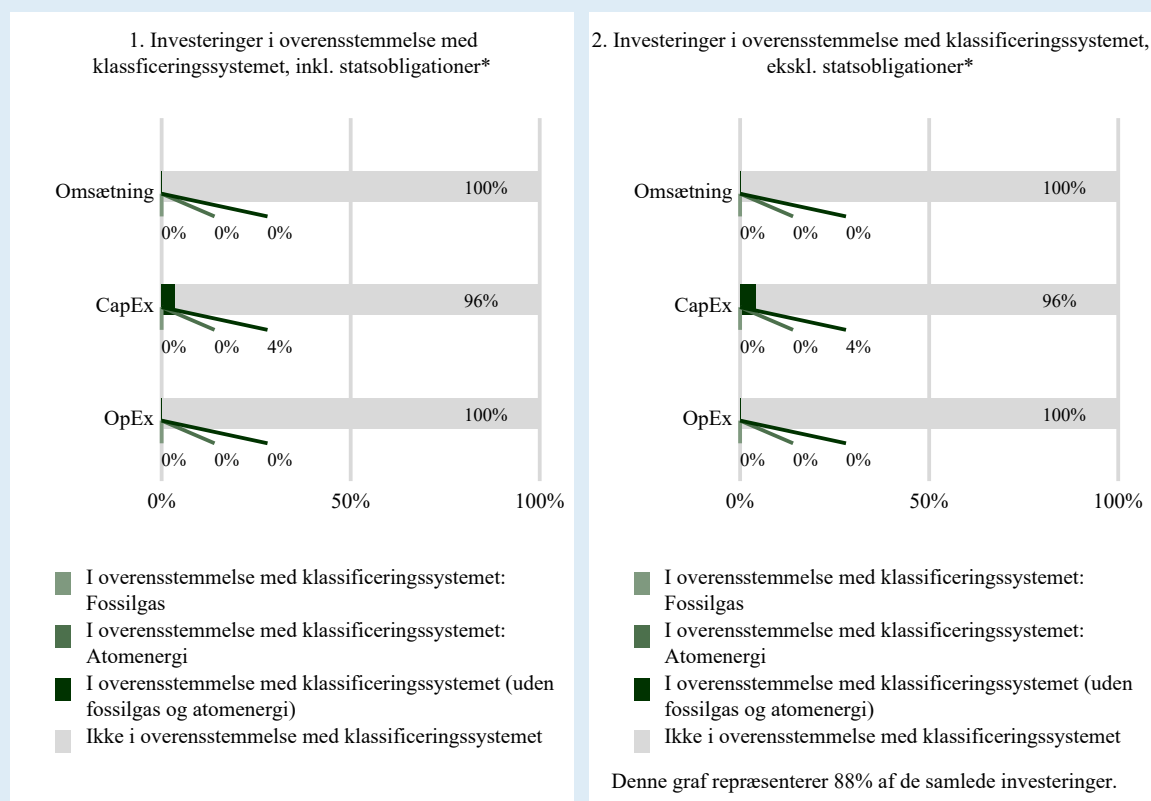 1. Investeringer i overensstemmelse med
klassficeringssystemet, inkl. statsobligationer*
Omsætning
100%
0% 0% 0%
CapEx
96%
0% 0% 4%
OpEx
100%
0% 0% 0%
0% 50% 100%
I overensstemmelse med klassificeringssystemet:
Fossilgas
I overensstemmelse med klassificeringssystemet:
Atomenergi
I overensstemmelse med klassificeringssystemet (uden
fossilgas og atomenergi)
Ikke i overensstemmelse med klassificeringssystemet
2. Investeringer i overensstemmelse med klassificeringssystemet,
ekskl. statsobligationer*
Omsætning
100%
0% 0% 0%
CapEx
96%
0% 0% 4%
OpEx
100%
0% 0% 0%
0% 50% 100%
I overensstemmelse med klassificeringssystemet:
Fossilgas
I overensstemmelse med klassificeringssystemet:
Atomenergi
I overensstemmelse med klassificeringssystemet (uden
fossilgas og atomenergi)
Ikke i overensstemmelse med klassificeringssystemet
Denne graf repræsenterer 88% af de samlede investeringer.